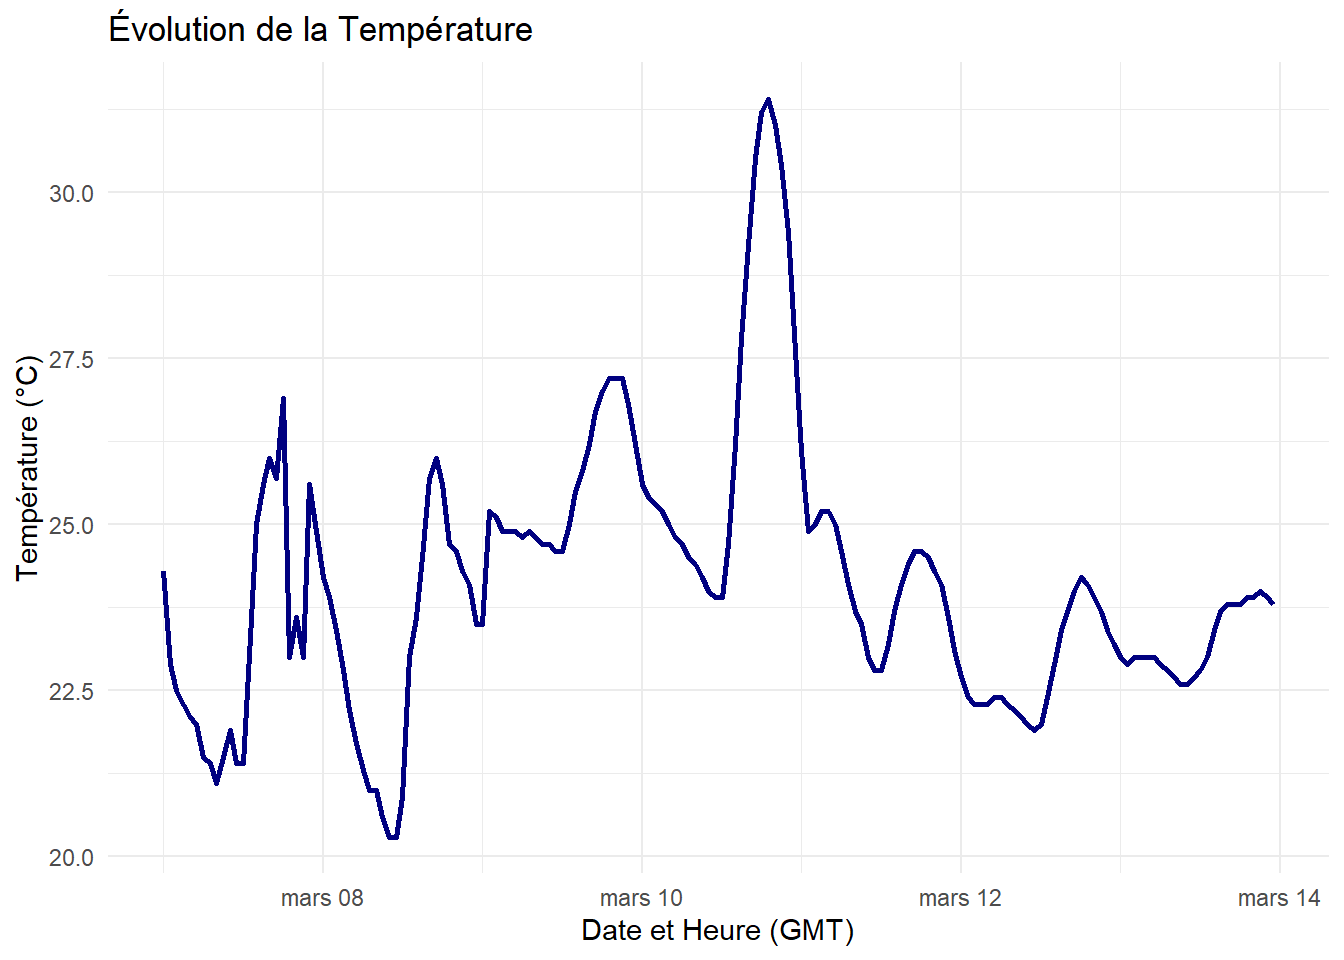 Évolution de la Température
Température (°C)
30.0
27.5
25.0
22.5
20.0
mars 08
mars 10
mars 12
mars 14
Date et Heure (GMT)